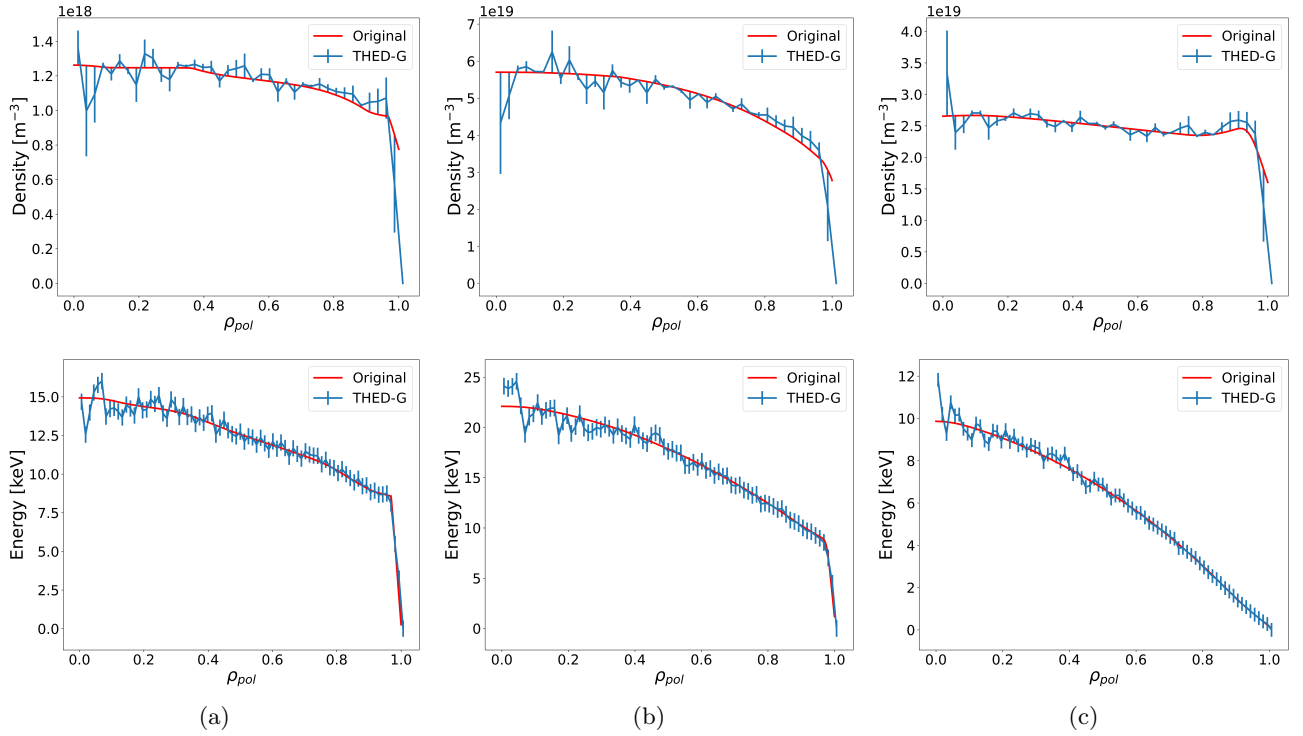 1e18
1e19
1e19
Original
THED-G
Original
THED-G
Original
THED-G
Density [m⁻³]
1.4
1.2
1.0
0.8
0.6
0.4
0.2
0.0
0.0 0.2 0.4 0.6 0.8 1.0
ρpol
Density [m⁻³]
7
6
5
4
3
2
1
0
0.0 0.2 0.4 0.6 0.8 1.0
ρpol
Density [m⁻³]
4.0
3.5
3.0
2.5
2.0
1.5
1.0
0.5
0.0
0.0 0.2 0.4 0.6 0.8 1.0
ρpol
Original
THED-G
Energy [keV]
15.0
12.5
10.0
7.5
5.0
2.5
0.0
0.0 0.2 0.4 0.6 0.8 1.0
ρpol
Original
THED-G
Energy [keV]
25
20
15
10
5
0
0.0 0.2 0.4 0.6 0.8 1.0
ρpol
Original
THED-G
Energy [keV]
12
10
8
6
4
2
0
0.0 0.2 0.4 0.6 0.8 1.0
ρpol
(a)
(b)
(c)